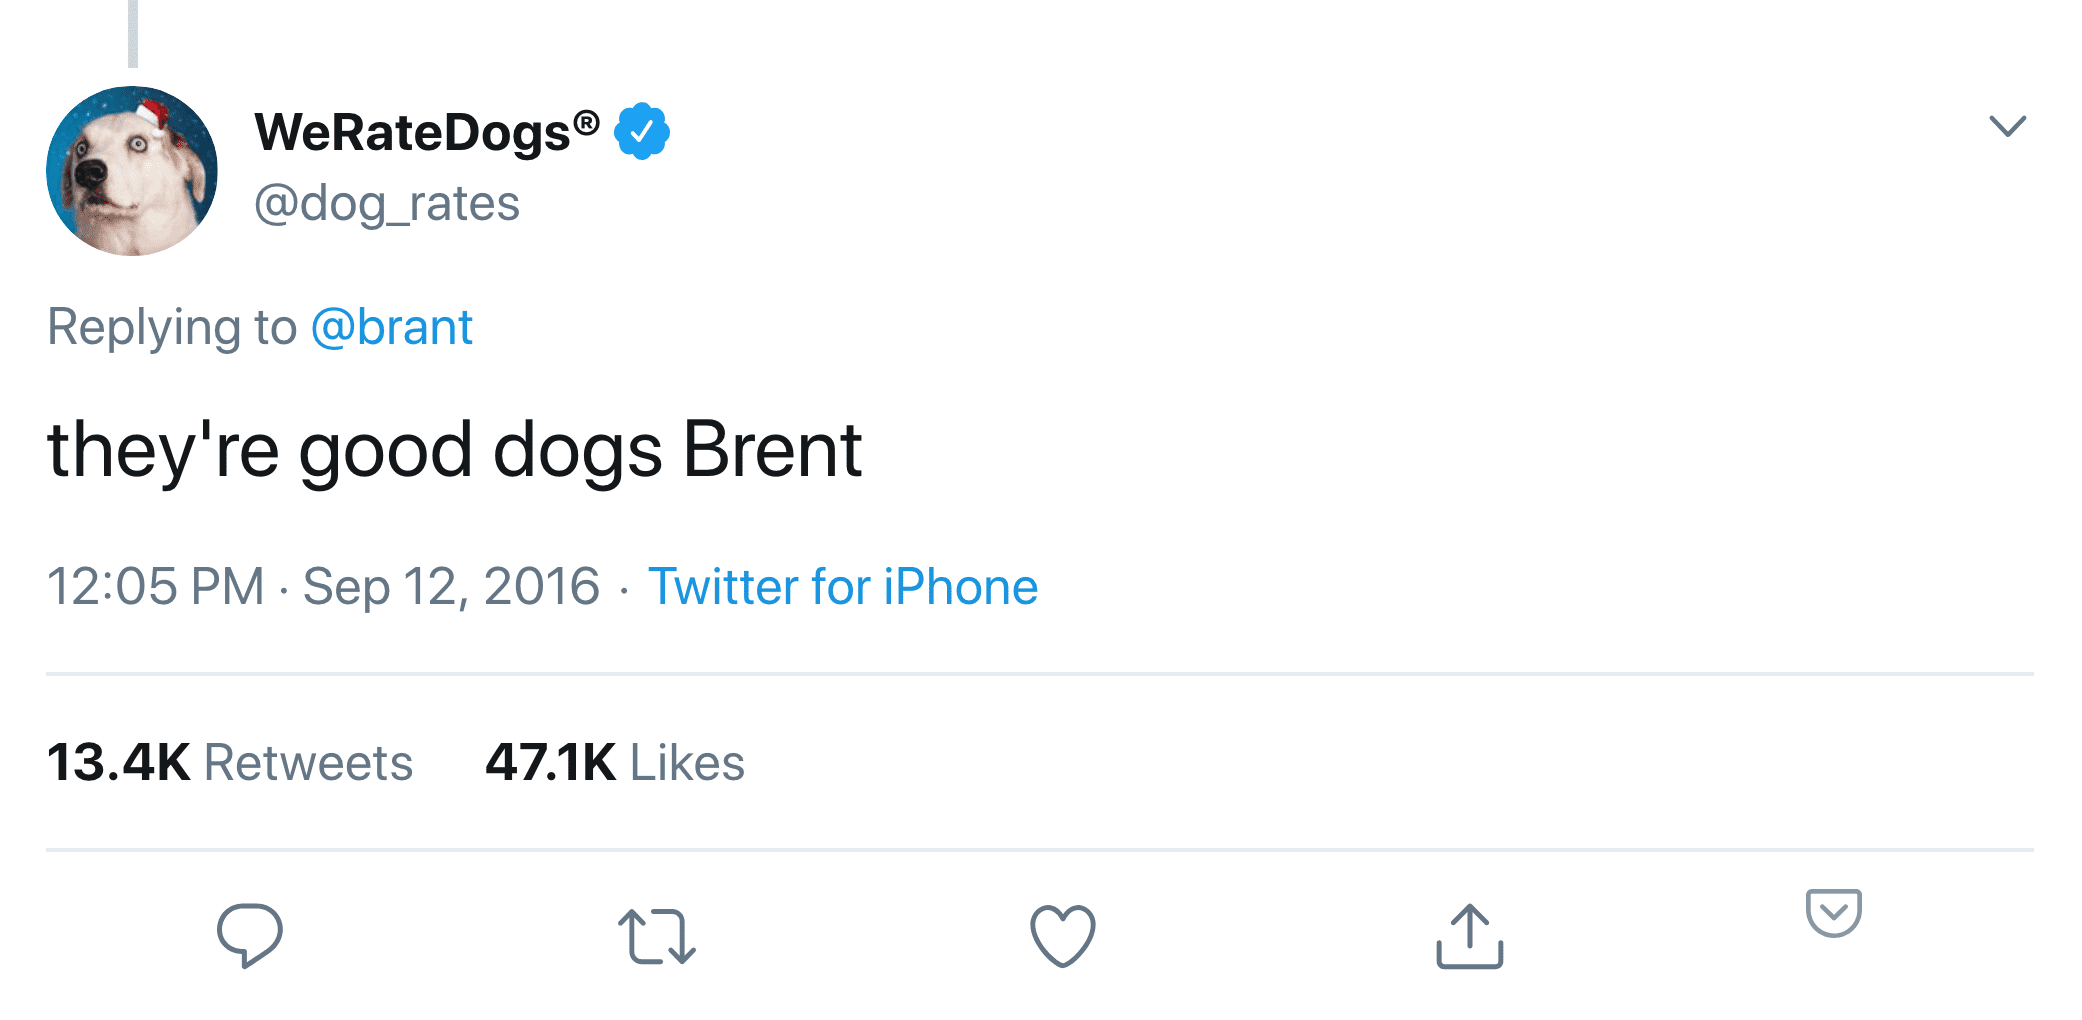 WeRateDogs®
@dog_rates
Replying to @brant
they're good dogs Brent
12:05 PM · Sep 12, 2016 · Twitter for iPhone
13.4K Retweets 47.1K Likes